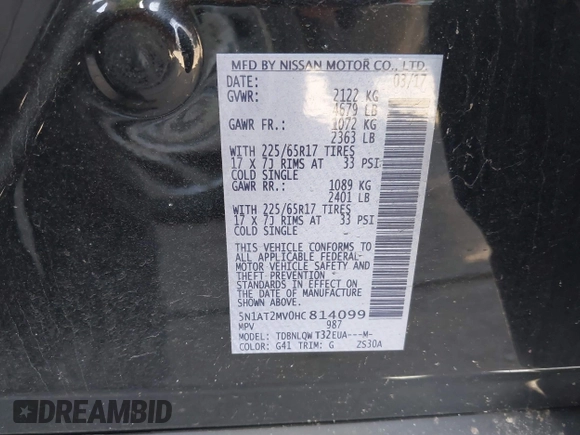 MFD BY NISSAN MOTOR CO., LTD.
DATE: 03/17
GVWR: 2122 KG
4679 LB
GAWR FR.: 1072 KG
2363 LB
WITH 225/65R17 TIRES
17 X 7J RIMS AT 33 PSI
COLD SINGLE
GAWR RR.: 1089 KG
2401 LB
WITH 225/65R17 TIRES
17 X 7J RIMS AT 33 PSI
COLD SINGLE
THIS VEHICLE CONFORMS TO
ALL APPLICABLE FEDERAL-
MOTOR VEHICLE SAFETY AND
THEFT PREVENTION
STANDARDS IN EFFECT ON
THE DATE OF MANUFACTURE
SHOWN ABOVE.
5N1AT2MV0HC814099
MPV 987
MODEL: TDBNLQW T32EUA---M-
COLOR: G41 TRIM: G ZS30A
DREAMBID